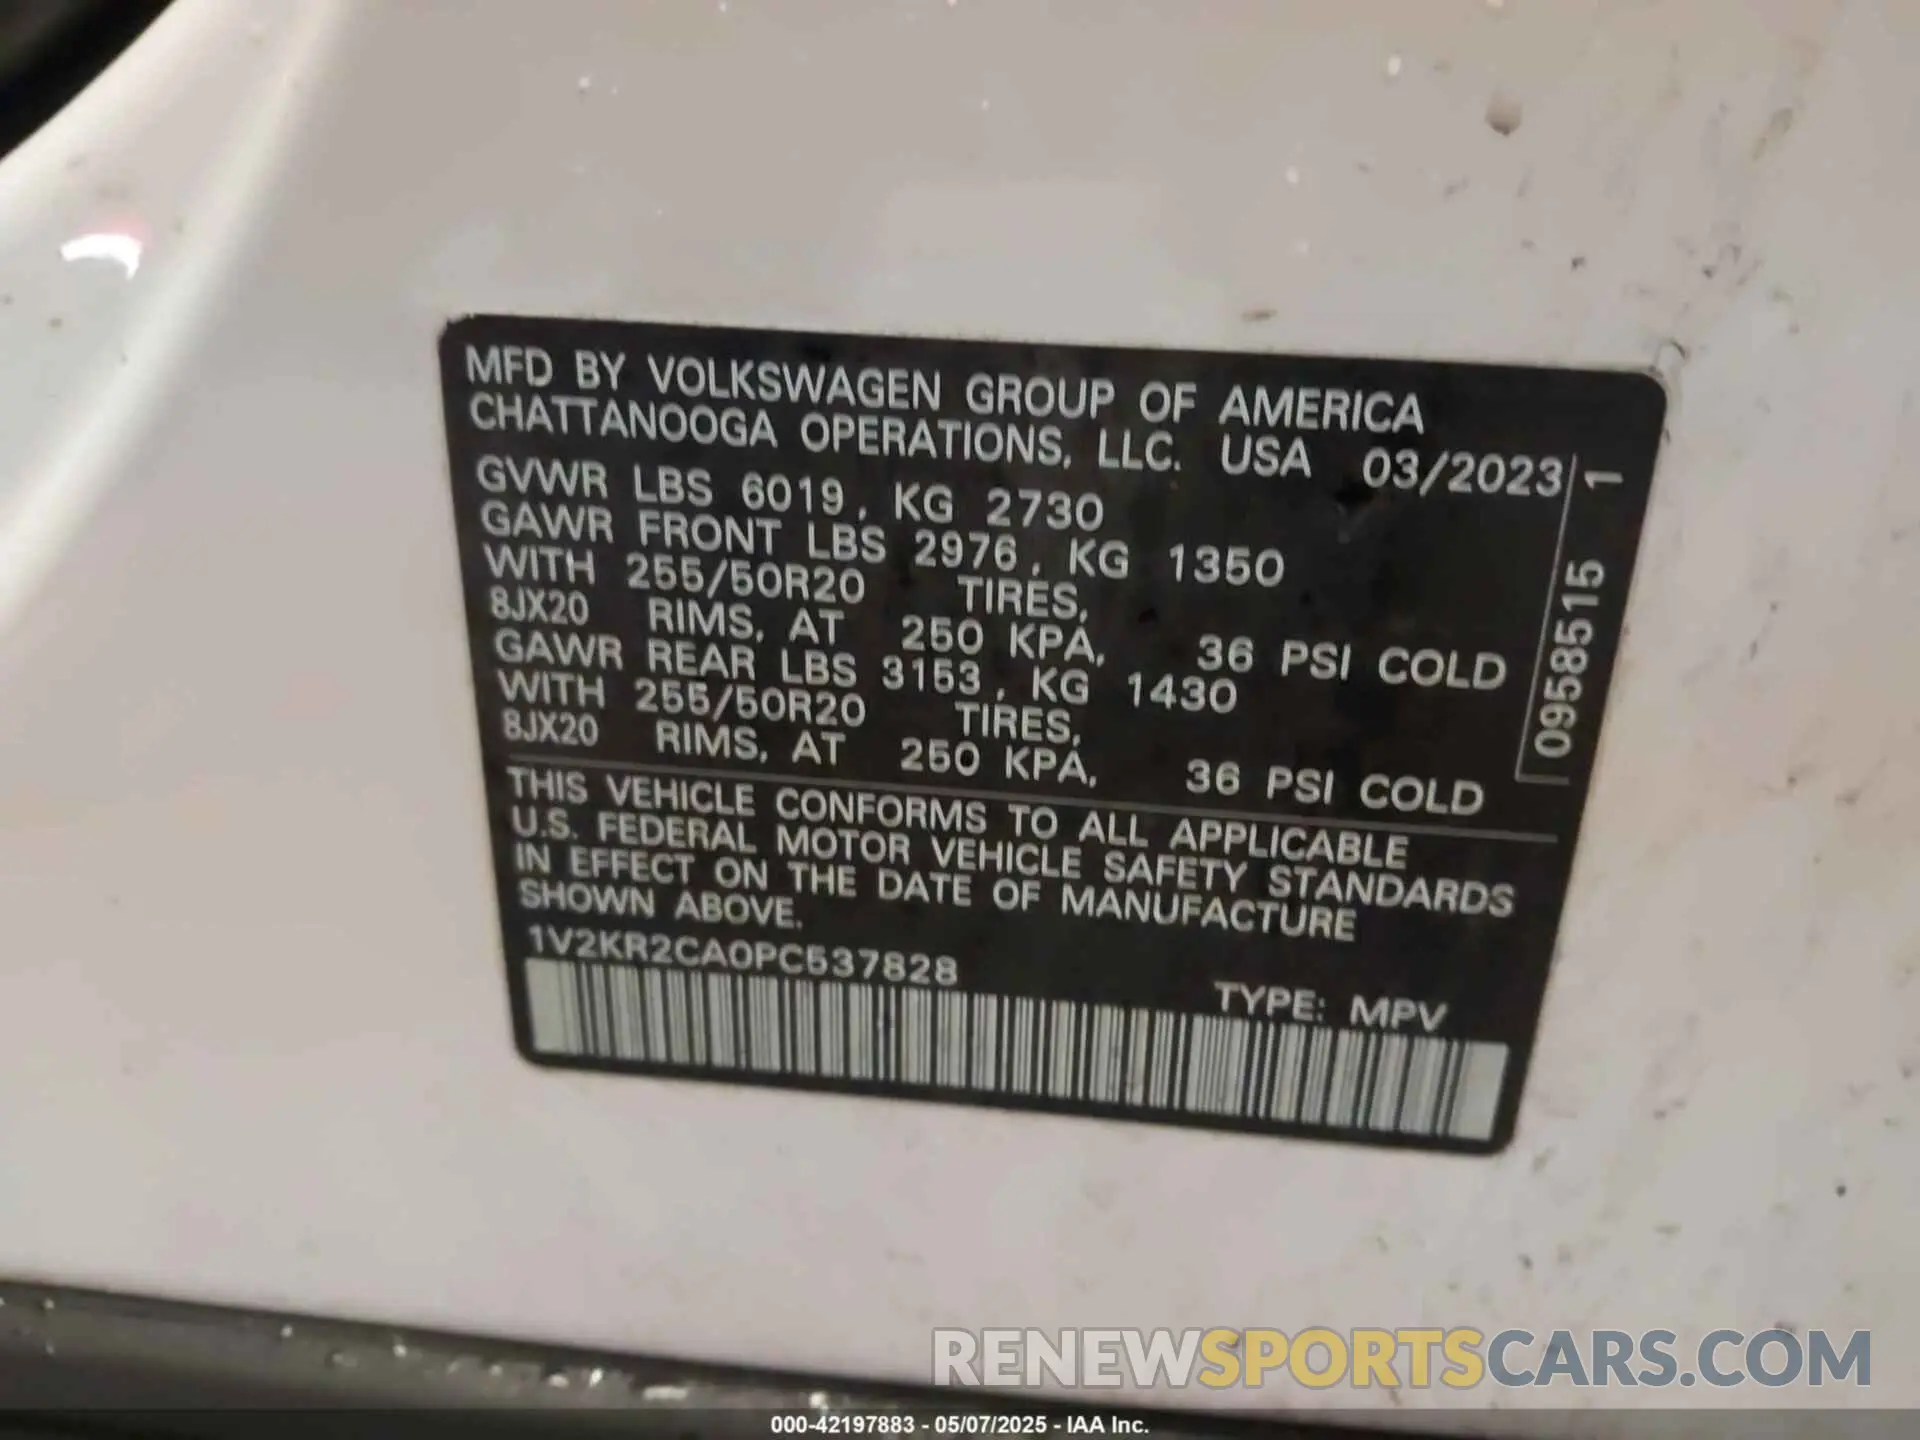 MFD BY VOLKSWAGEN GROUP OF AMERICA
CHATTANOOGA OPERATIONS, LLC. USA 03/2023
GVWR LBS 6019, KG 2730
GAWR FRONT LBS 2976, KG 1350
WITH 255/50R20 TIRES,
8JX20 RIMS, AT 250 KPA, 36 PSI COLD
GAWR REAR LBS 3153, KG 1430
WITH 255/50R20 TIRES,
8JX20 RIMS, AT 250 KPA, 36 PSI COLD
0958515 1
THIS VEHICLE CONFORMS TO ALL APPLICABLE
U.S. FEDERAL MOTOR VEHICLE SAFETY STANDARDS
IN EFFECT ON THE DATE OF MANUFACTURE
SHOWN ABOVE.
1V2KR2CA0PC537828
TYPE: MPV
RENEWSPORTSCARS.COM
000-42197883 - 05/07/2025 - IAA Inc.